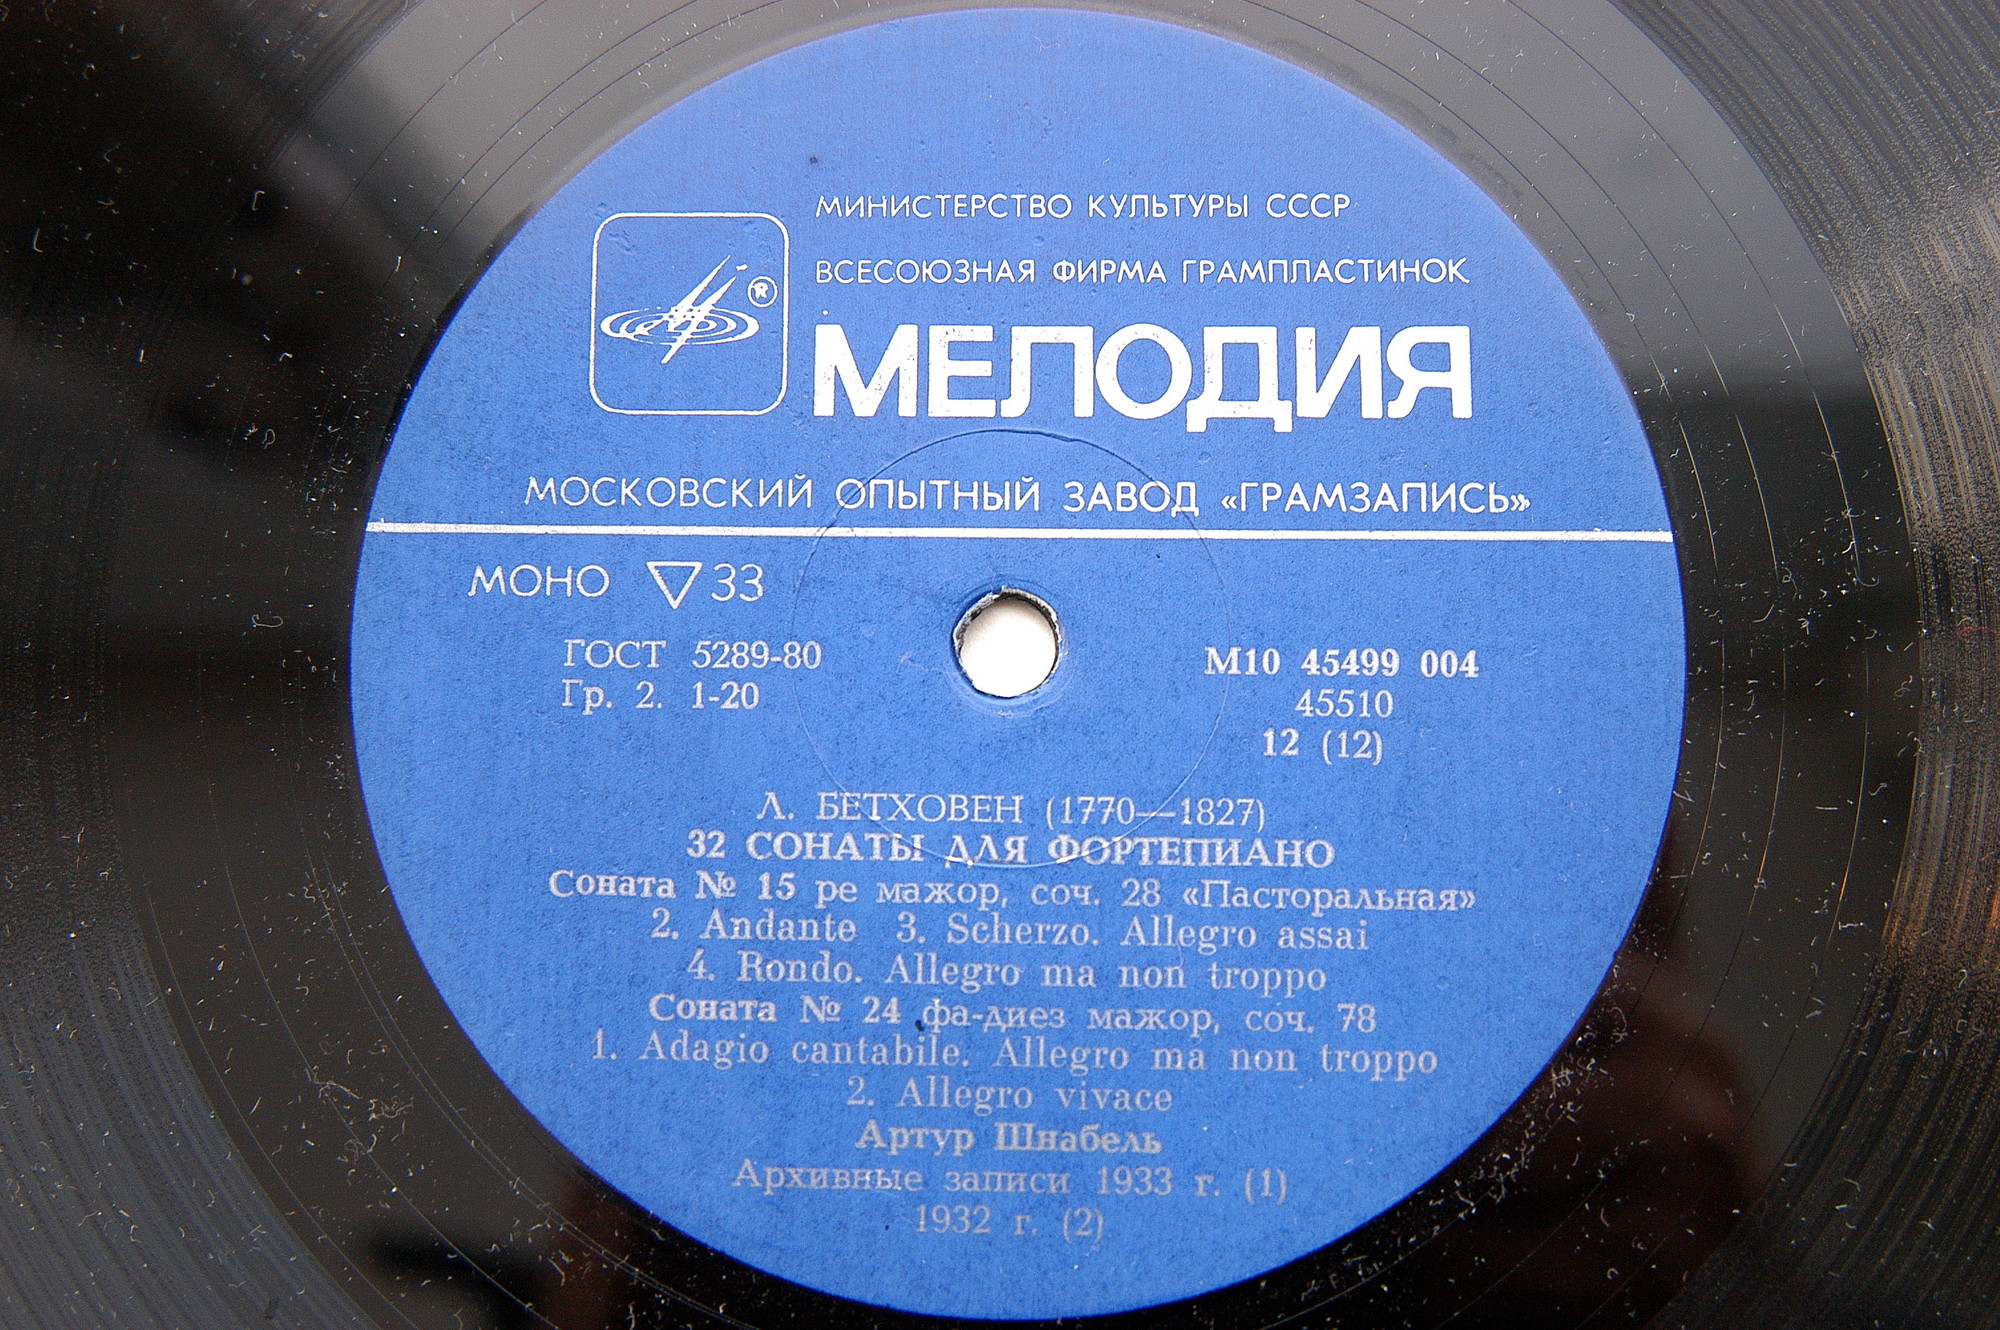 МИНИСТЕРСТВО КУЛЬТУРЫ СССР
ВСЕСОЮЗНАЯ ФИРМА ГРАМПЛАСТИНОК
®
МЕЛОДИЯ
МОСКОВСКИЙ ОПЫТНЫЙ ЗАВОД «ГРАМЗАПИСЬ»
МОНО ▽ 33
ГОСТ 5289-80
Гр. 2. 1-20
М10 45499 004
45510
12 (12)
Л. БЕТХОВЕН (1770—1827)
32 СОНАТЫ ДЛЯ ФОРТЕПИАНО
Соната № 15 ре мажор, соч. 28 «Пасторальная»
2. Andante 3. Scherzo. Allegro assai
4. Rondo. Allegro ma non troppo
Соната № 24 фа-диез мажор, соч. 78
1. Adagio cantabile. Allegro ma non troppo
2. Allegro vivace
Артур Шнабель
Архивные записи 1933 г. (1)
1932 г. (2)